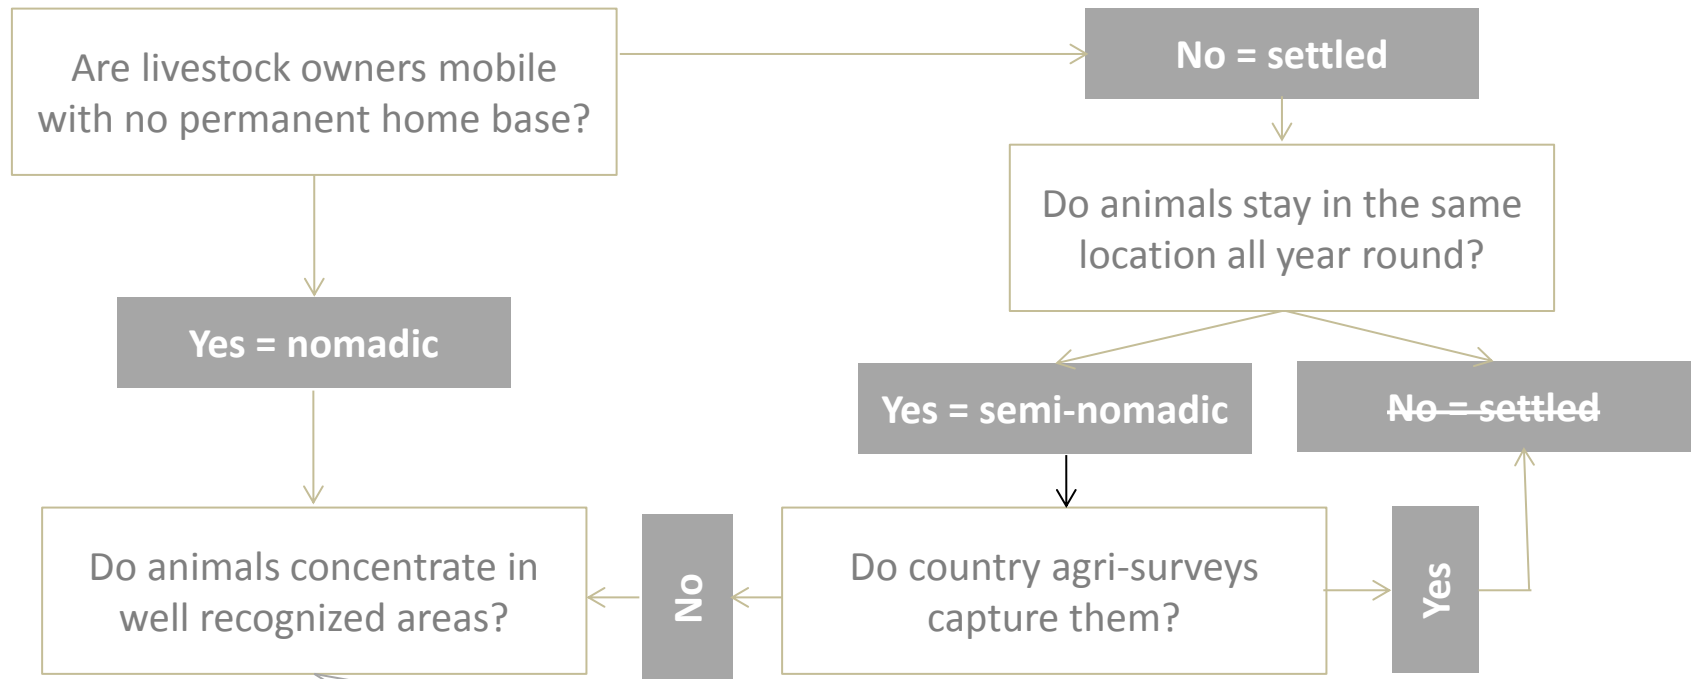 Are livestock owners mobile
with no permanent home base?
No = settled
Do animals stay in the same
location all year round?
Yes = nomadic
Yes = semi-nomadic
No = settled
Do animals concentrate in
well recognized areas?
No
Do country agri-surveys
capture them?
Yes